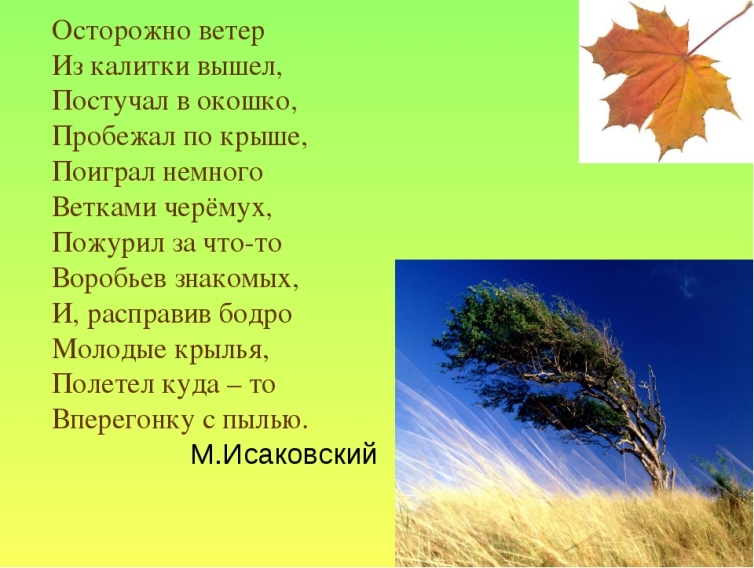 Осторожно ветер
Из калитки вышел,
Постучал в окошко,
Пробежал по крыше,
Поиграл немного
Ветками черёмух,
Пожурил за что-то
Воробьев знакомых,
И, расправив бодро
Молодые крылья,
Полетел куда – то
Вперегонку с пылью.
М.Исаковский